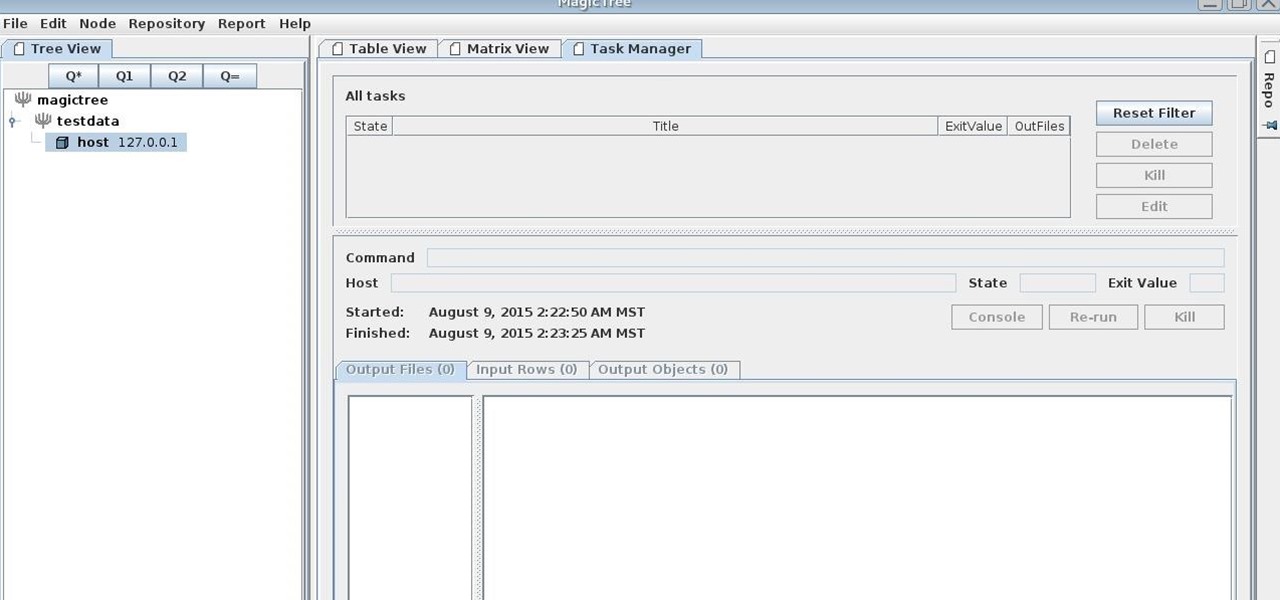 MagicTree
File Edit Node Repository Report Help
Tree View
Q* Q1 Q2 Q=
magictree
testdata
host 127.0.0.1
Table View Matrix View Task Manager
All tasks
State Title ExitValue OutFiles
Reset Filter
Delete
Kill
Edit
Command
Host State Exit Value
Started: August 9, 2015 2:22:50 AM MST
Finished: August 9, 2015 2:23:25 AM MST
Console Re-run Kill
Output Files (0) Input Rows (0) Output Objects (0)
Repo